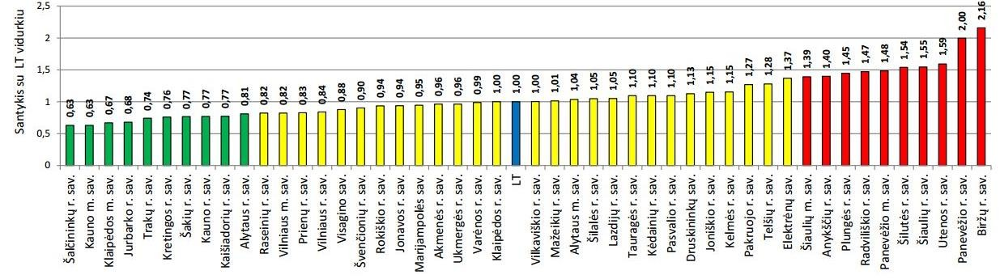 Santykis su LT vidurkiu
2,5
2
1,5
1
0,5
0
0,63
0,63
0,67
0,68
0,74
0,76
0,77
0,77
0,77
0,81
0,82
0,82
0,83
0,84
0,88
0,90
0,94
0,94
0,95
0,96
0,96
0,99
1,00
1,00
1,00
1,01
1,04
1,05
1,05
1,10
1,10
1,10
1,13
1,15
1,15
1,27
1,28
1,37
1,39
1,40
1,45
1,47
1,48
1,54
1,55
1,59
2,00
2,16
Šalčininkų r. sav.
Kauno m. sav.
Klaipėdos m. sav.
Jurbarko r. sav.
Trakų r. sav.
Kretingos r. sav.
Šakių r. sav.
Kauno r. sav.
Kaišiadorių r. sav.
Alytaus r. sav.
Raseinių r. sav.
Vilniaus m. sav.
Prienų r. sav.
Vilniaus r. sav.
Visagino sav.
Švenčionių r. sav.
Rokiškio r. sav.
Jonavos r. sav.
Marijampolės sav.
Akmenės r. sav.
Ukmergės r. sav.
Varėnos r. sav.
Klaipėdos r. sav.
LT
Vilkaviškio r. sav.
Mažeikių r. sav.
Alytaus m. sav.
Šilalės r. sav.
Lazdijų r. sav.
Tauragės r. sav.
Kėdainių r. sav.
Pasvalio r. sav.
Druskininkų sav.
Joniškio r. sav.
Kelmės r. sav.
Pakruojo r. sav.
Telšių r. sav.
Elektrėnų sav.
Šiaulių m. sav.
Anykščių r. sav.
Plungės r. sav.
Radviliškio r. sav.
Panevėžio m. sav.
Šilutės r. sav.
Šiaulių r. sav.
Utenos r. sav.
Panevėžio r. sav.
Biržų r. sav.